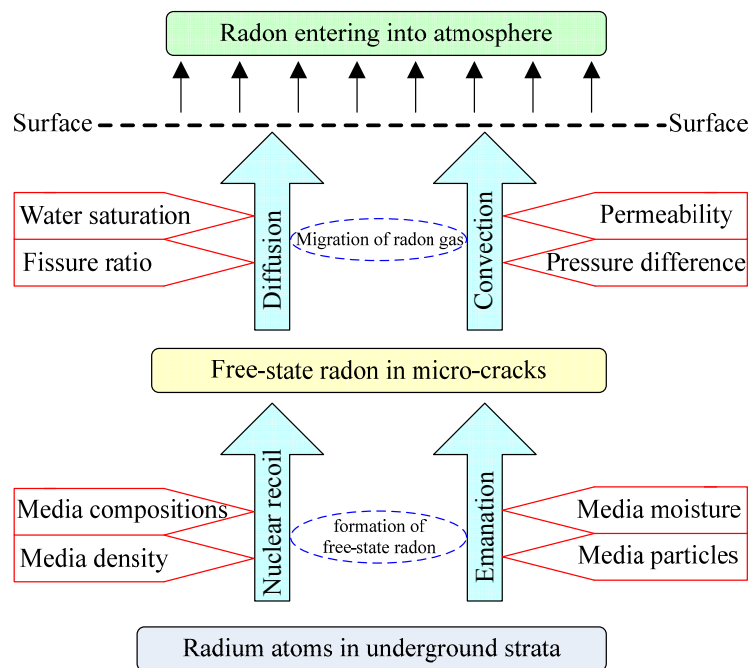 Radon entering into atmosphere
Surface
Surface
Water saturation
Fissure ratio
Diffusion
Migration of radon gas
Convection
Permeability
Pressure difference
Free-state radon in micro-cracks
Media compositions
Media density
Nuclear recoil
formation of
free-state radon
Emanation
Media moisture
Media particles
Radium atoms in underground strata